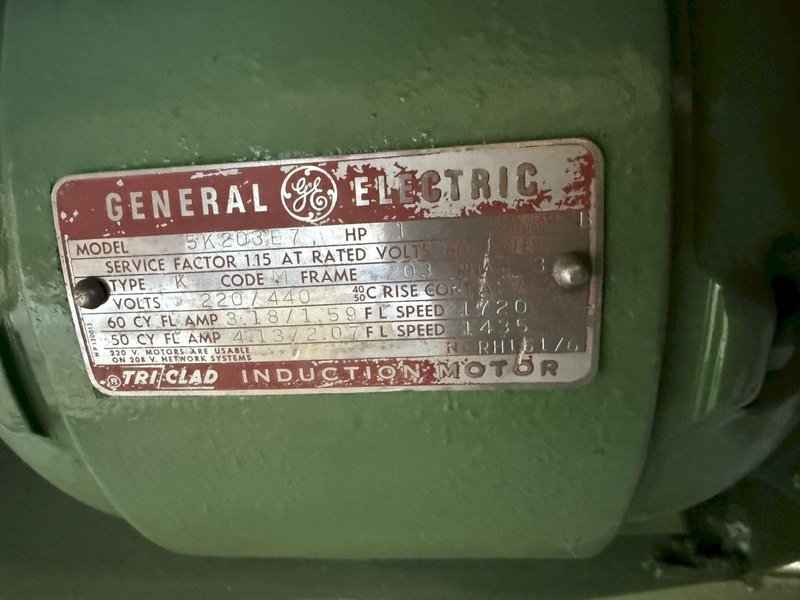 GENERAL GE ELECTRIC
MODEL 5K203E7 HP 1 B
SERVICE FACTOR 1.15 AT RATED VOLTS 60
TYPE K CODE M FRAME 203 3
VOLTS 220/440 40 50 C RISE
60 CY FL AMP 3.18/1.59 F L SPEED 1720
50 CY FL AMP 4.13/2.07 F L SPEED 1435
220 V. MOTORS ARE USABLE
ON 208 V. NETWORK SYSTEMS
® TRI CLAD INDUCTION MOTOR